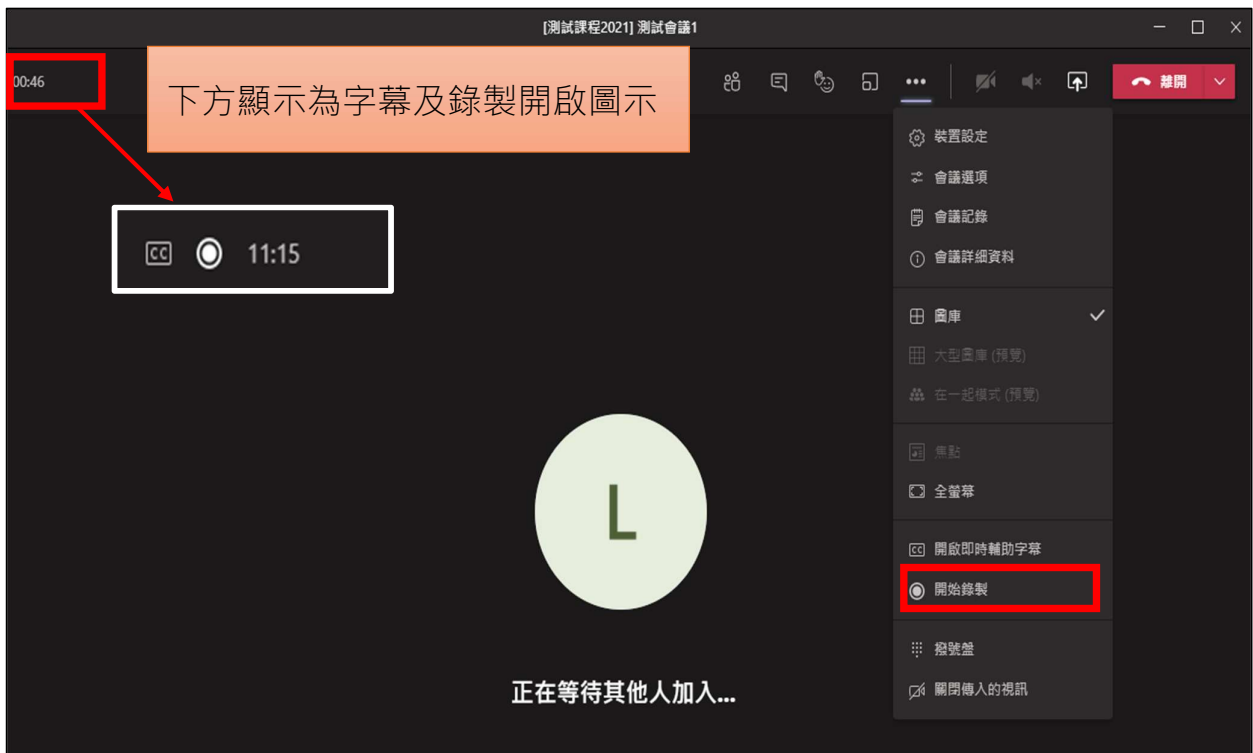 [測試課程2021] 測試會議1
00:46
下方顯示為字幕及錄製開啟圖示
離開
CC 11:15
裝置設定
會議選項
會議記錄
會議詳細資料
圖庫
大型圖庫 (預覽)
在一起模式 (預覽)
焦點
全螢幕
CC 開啟即時輔助字幕
開始錄製
撥號盤
關閉傳入的視訊
L
正在等待其他人加入...